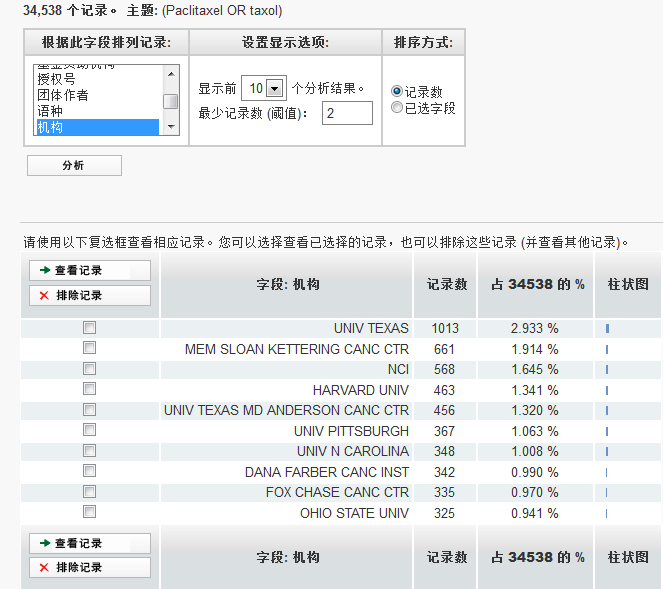 34,538 个记录。 主题: (Paclitaxel OR taxol)
根据此字段排列记录: 设置显示选项: 排序方式:
基金资助机构
授权号
团体作者
语种
机构
显示前 10 个分析结果。
最少记录数 (阈值): 2
记录数
已选字段
分析
请使用以下复选框查看相应记录。您可以选择查看已选择的记录,也可以排除这些记录 (并查看其他记录)。
查看记录
排除记录
字段: 机构 记录数 占 34538 的 % 柱状图
UNIV TEXAS 1013 2.933 %
MEM SLOAN KETTERING CANC CTR 661 1.914 %
NCI 568 1.645 %
HARVARD UNIV 463 1.341 %
UNIV TEXAS MD ANDERSON CANC CTR 456 1.320 %
UNIV PITTSBURGH 367 1.063 %
UNIV N CAROLINA 348 1.008 %
DANA FARBER CANC INST 342 0.990 %
FOX CHASE CANC CTR 335 0.970 %
OHIO STATE UNIV 325 0.941 %
查看记录
排除记录
字段: 机构 记录数 占 34538 的 % 柱状图